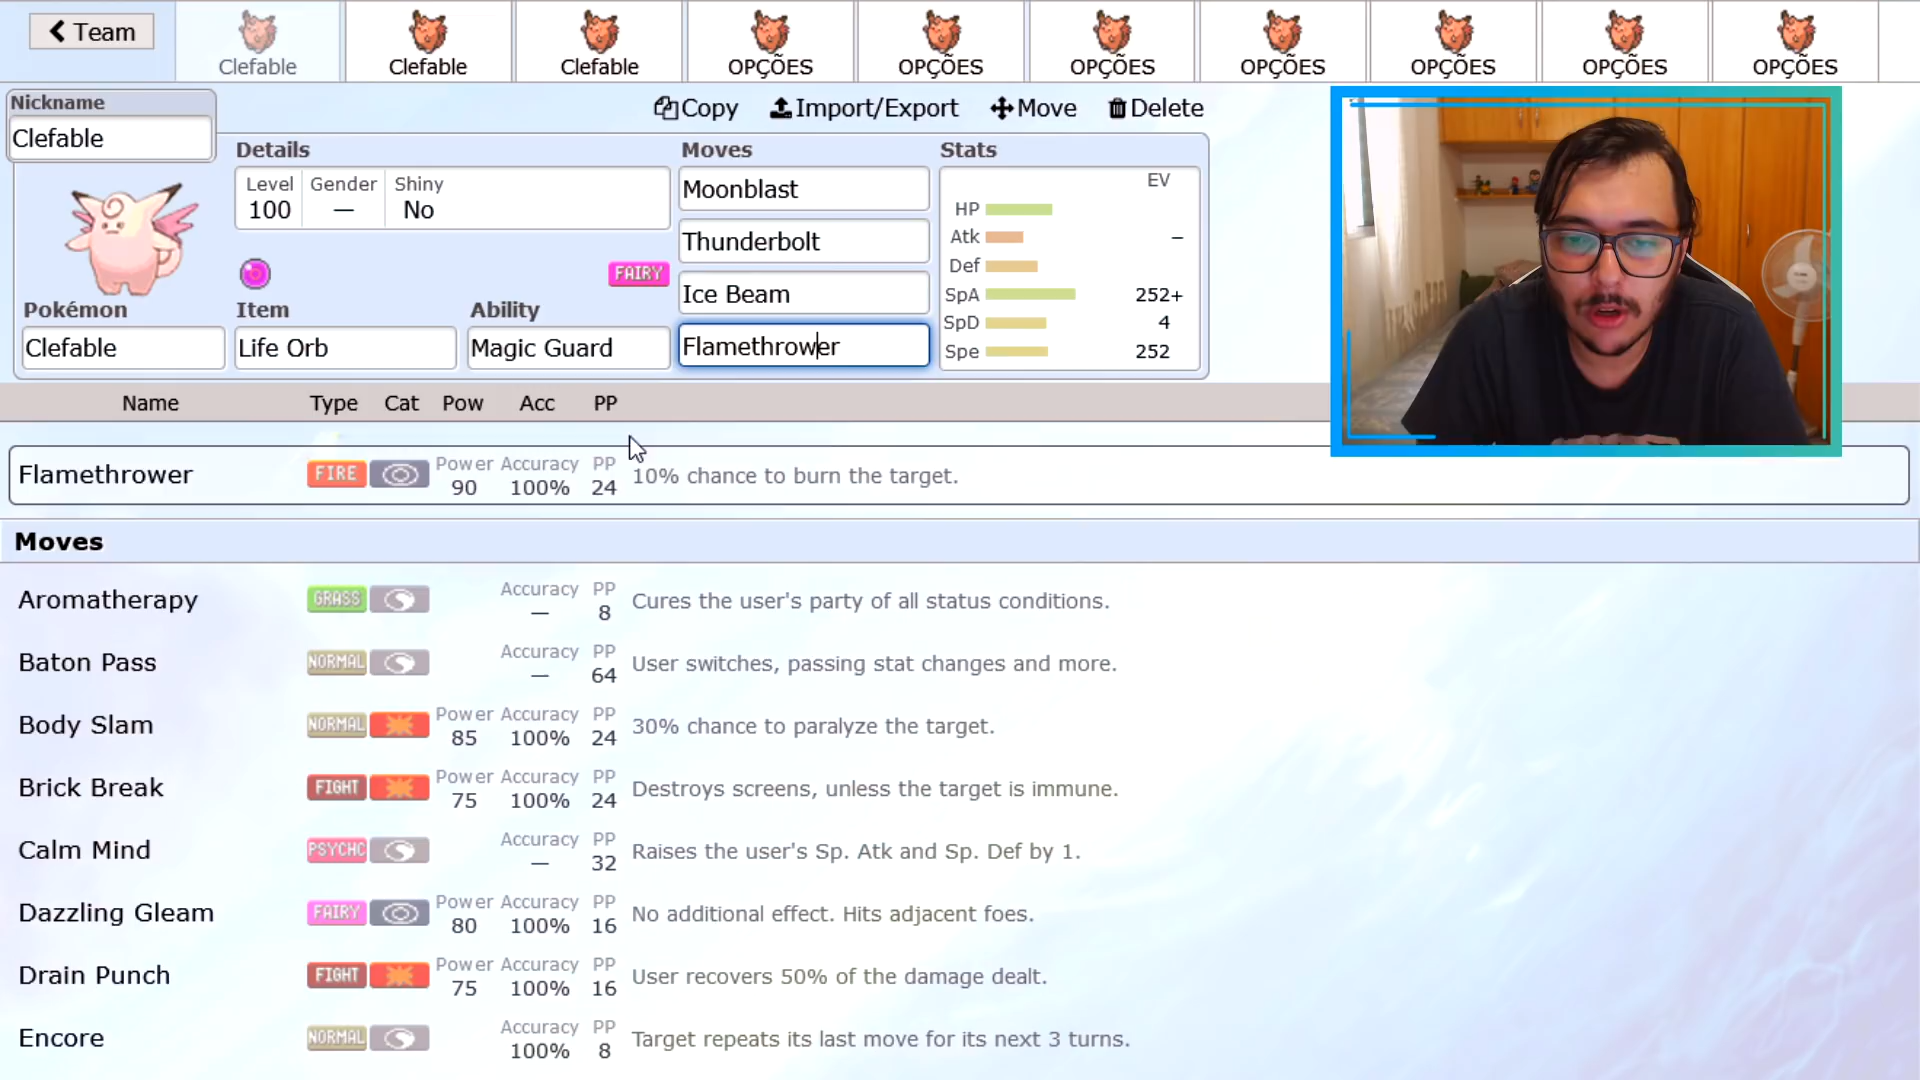 Team
Clefable
Clefable
Clefable
OPÇÕES
OPÇÕES
OPÇÕES
OPÇÕES
OPÇÕES
OPÇÕES
OPÇÕES
Nickname
Clefable
Copy Import/Export Move Delete
Details
Level Gender Shiny
100 — No
FAIRY
Pokémon Item Ability
Clefable Life Orb Magic Guard
Moves
Moonblast
Thunderbolt
Ice Beam
Flamethrower
Stats
EV
HP
Atk –
Def
SpA 252+
SpD 4
Spe 252
Name Type Cat Pow Acc PP
Flamethrower FIRE Power 90 Accuracy 100% PP 24 10% chance to burn the target.
Moves
Aromatherapy GRASS Accuracy — PP 8 Cures the user's party of all status conditions.
Baton Pass NORMAL Accuracy — PP 64 User switches, passing stat changes and more.
Body Slam NORMAL Power 85 Accuracy 100% PP 24 30% chance to paralyze the target.
Brick Break FIGHT Power 75 Accuracy 100% PP 24 Destroys screens, unless the target is immune.
Calm Mind PSYCHC Accuracy — PP 32 Raises the user's Sp. Atk and Sp. Def by 1.
Dazzling Gleam FAIRY Power 80 Accuracy 100% PP 16 No additional effect. Hits adjacent foes.
Drain Punch FIGHT Power 75 Accuracy 100% PP 16 User recovers 50% of the damage dealt.
Encore NORMAL Accuracy 100% PP 8 Target repeats its last move for its next 3 turns.